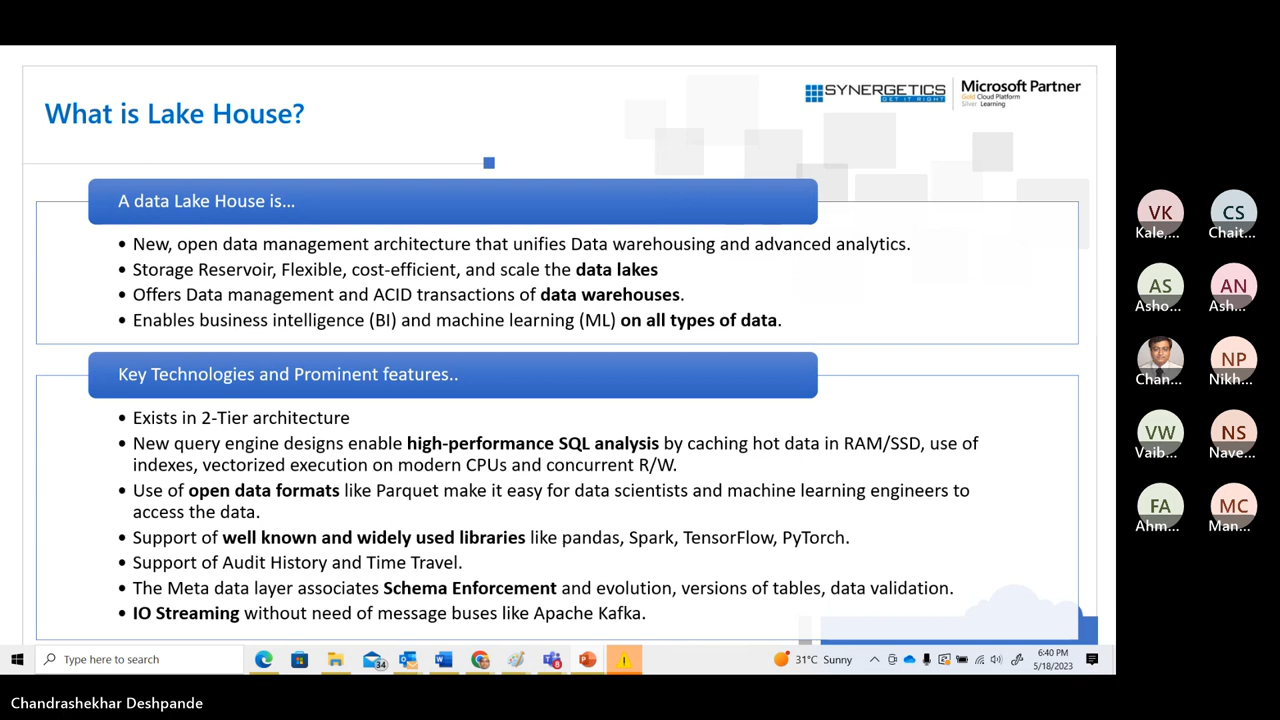 What is Lake House?
SYNERGETICS
GET IT RIGHT
Microsoft Partner
Gold Cloud Platform
Silver Learning
A data Lake House is...
• New, open data management architecture that unifies Data warehousing and advanced analytics.
• Storage Reservoir, Flexible, cost-efficient, and scale the data lakes
• Offers Data management and ACID transactions of data warehouses.
• Enables business intelligence (BI) and machine learning (ML) on all types of data.
Key Technologies and Prominent features..
• Exists in 2-Tier architecture
• New query engine designs enable high-performance SQL analysis by caching hot data in RAM/SSD, use of
indexes, vectorized execution on modern CPUs and concurrent R/W.
• Use of open data formats like Parquet make it easy for data scientists and machine learning engineers to
access the data.
• Support of well known and widely used libraries like pandas, Spark, TensorFlow, PyTorch.
• Support of Audit History and Time Travel.
• The Meta data layer associates Schema Enforcement and evolution, versions of tables, data validation.
• IO Streaming without need of message buses like Apache Kafka.
VK
Kale,...
CS
Chait...
AS
Asho...
AN
Ash...
Chan...
NP
Nikh...
VW
Vaib...
NS
Nave...
FA
Ahm...
MC
Man...
Type here to search
34
8
31°C Sunny
6:40 PM
5/18/2023
Chandrashekhar Deshpande